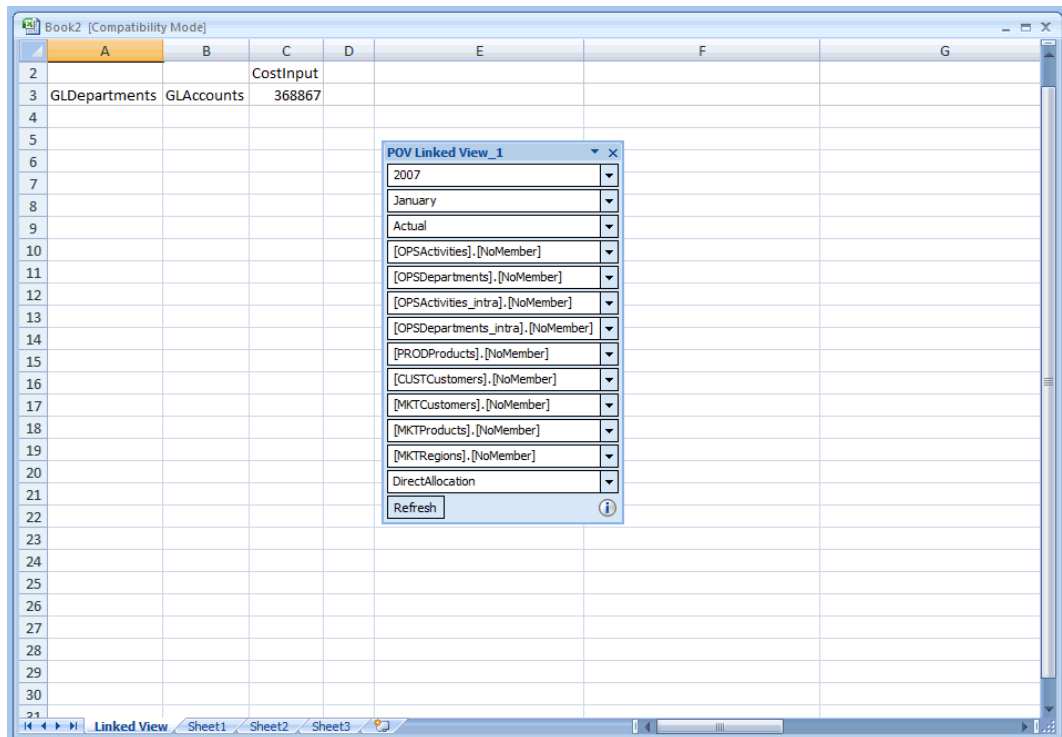 Book2 [Compatibility Mode]
A B C D E F G
2 CostInput
3 GLDepartments GLAccounts 368867
4
5
6
7
8
9
10
11
12
13
14
15
16
17
18
19
20
21
22
23
24
25
26
27
28
29
30
31
POV Linked View_1
2007
January
Actual
[OPSActivities].[NoMember]
[OPSDepartments].[NoMember]
[OPSActivities_intra].[NoMember]
[OPSDepartments_intra].[NoMember]
[PRODProducts].[NoMember]
[CUSTCustomers].[NoMember]
[MKTCustomers].[NoMember]
[MKTProducts].[NoMember]
[MKTRegions].[NoMember]
DirectAllocation
Refresh
Linked View Sheet1 Sheet2 Sheet3